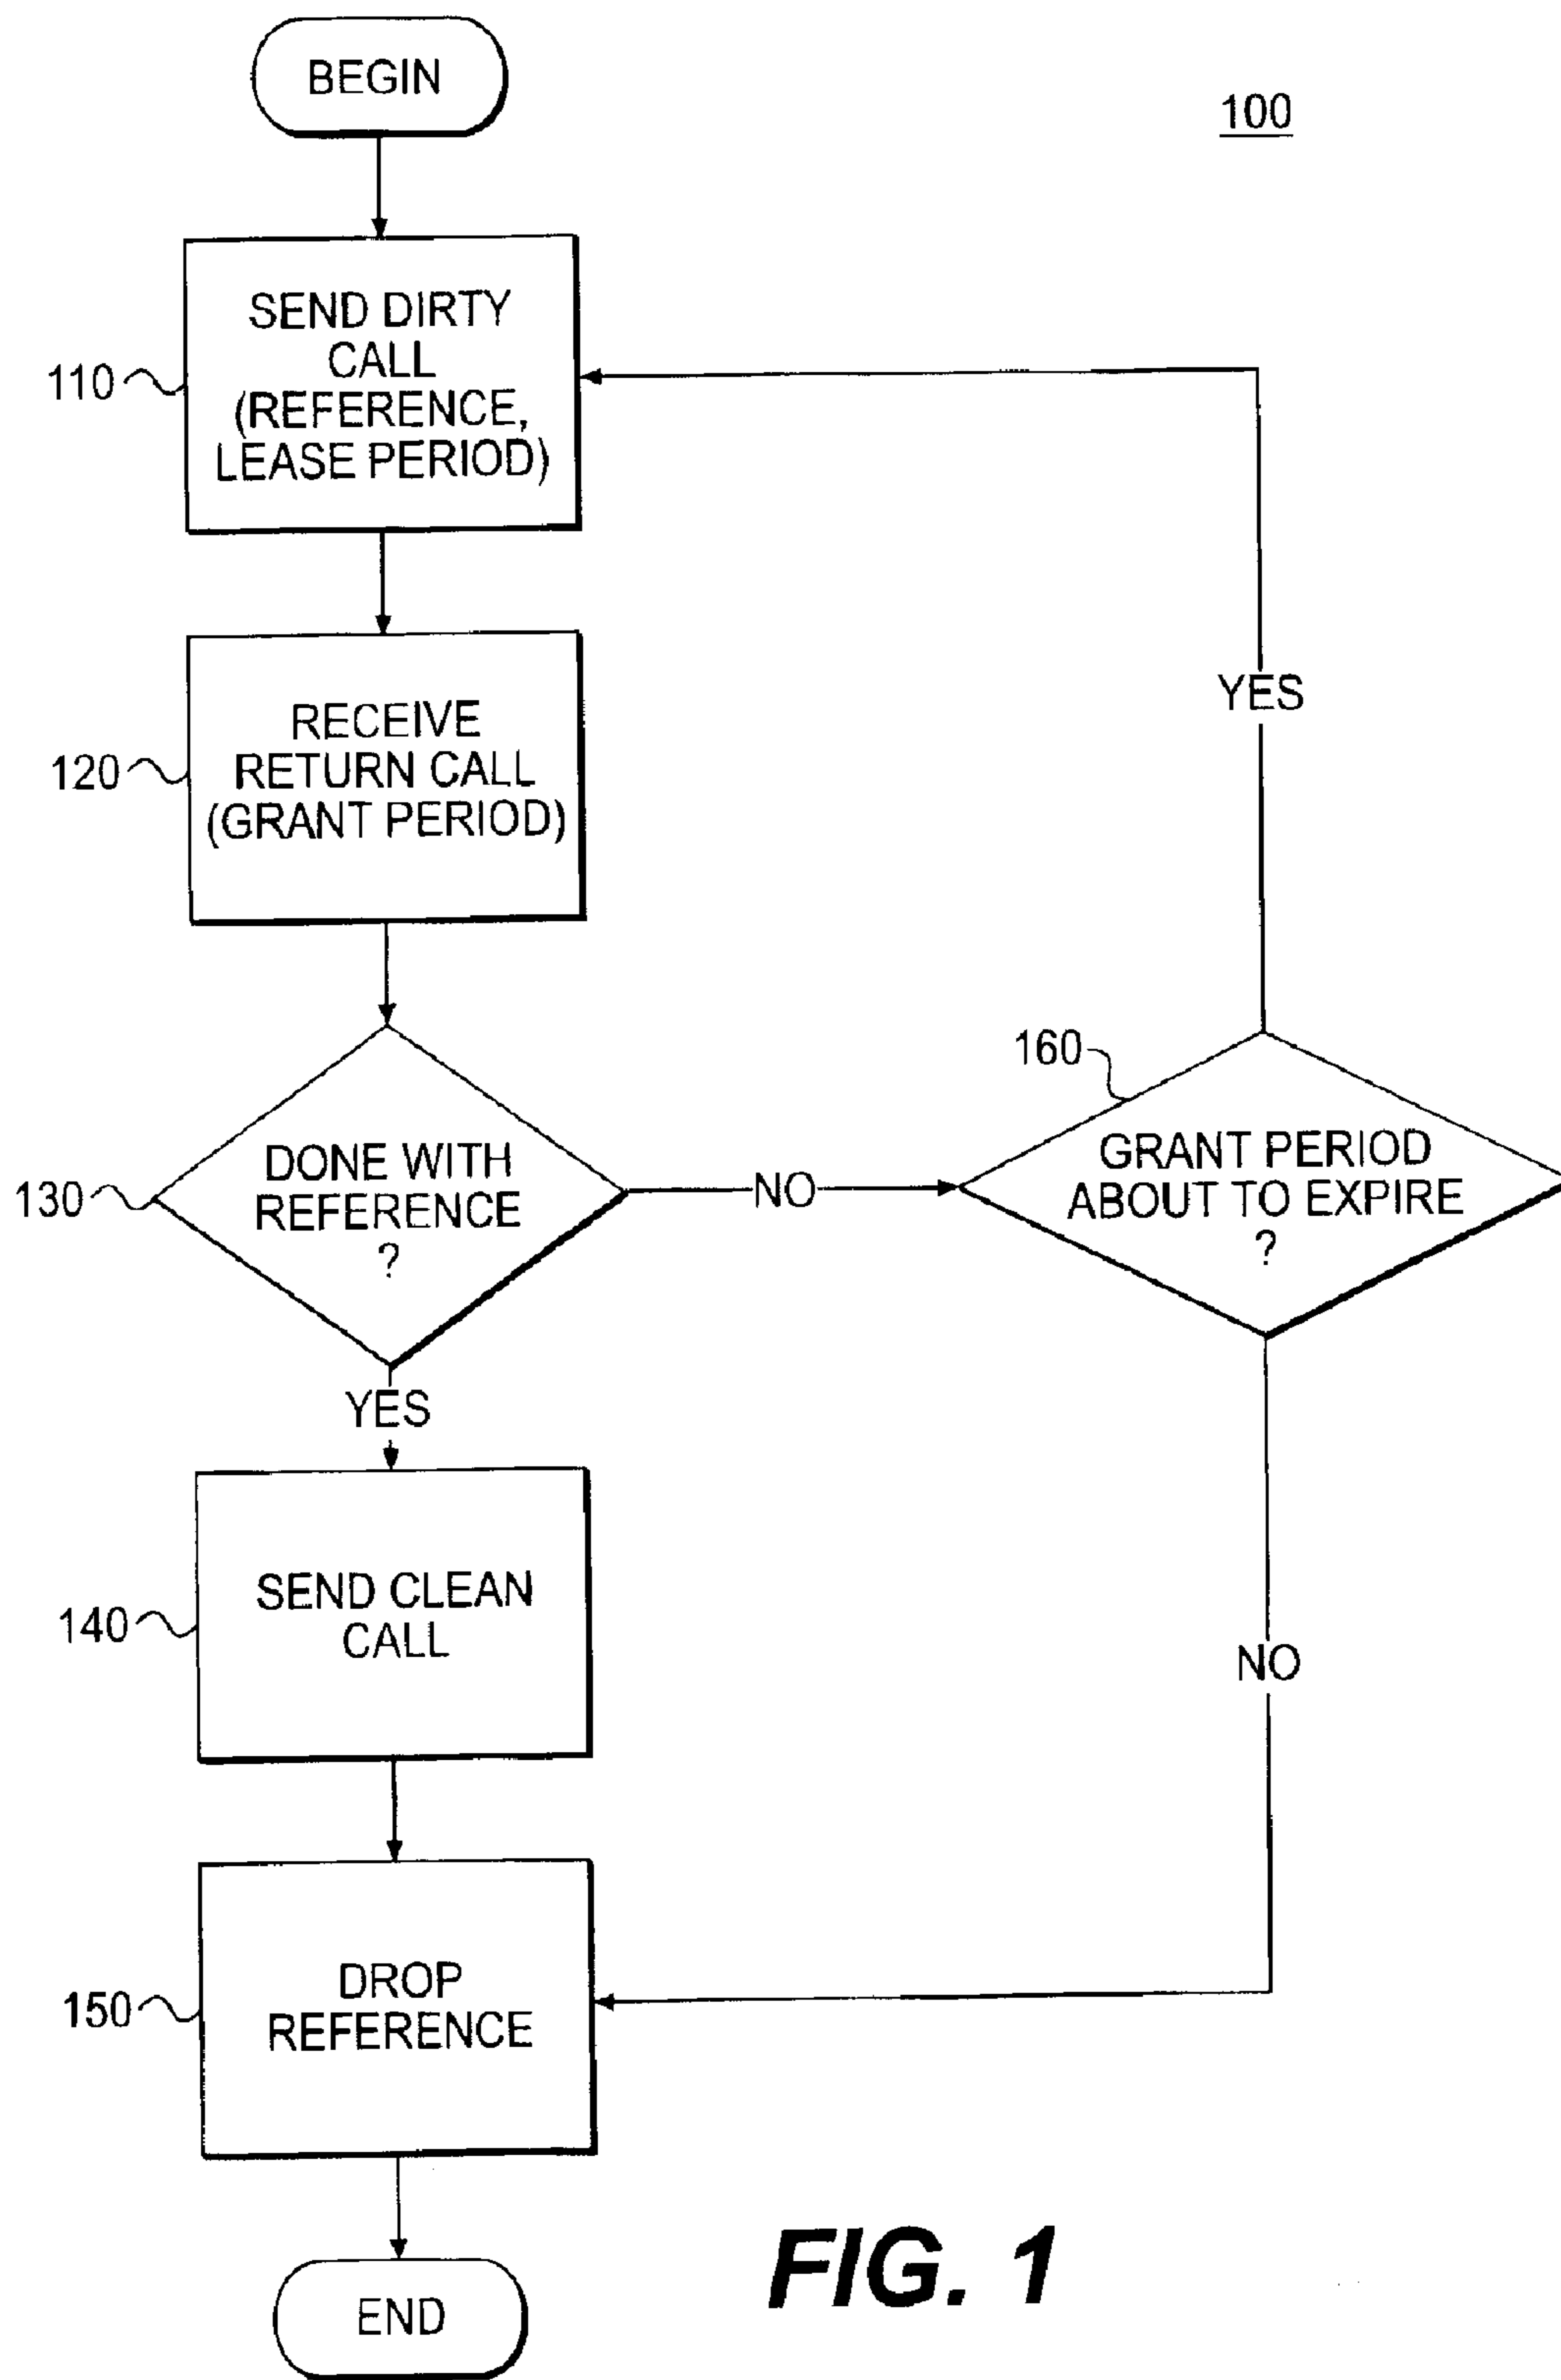 BEGIN
100
110
SEND DIRTY
CALL
(REFERENCE,
LEASE PERIOD)
120
RECEIVE
RETURN CALL
(GRANT PERIOD)
YES
130
DONE WITH
REFERENCE
?
NO
160
GRANT PERIOD
ABOUT TO EXPIRE
?
YES
140
SEND CLEAN
CALL
NO
150
DROP
REFERENCE
END
FIG. 1